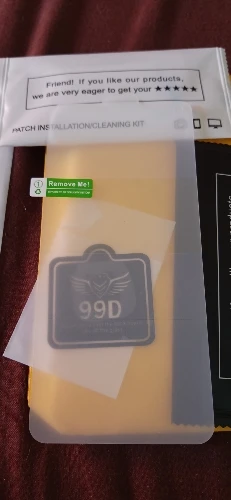 Friend! If you like our products,
we are very eager to get your ★★★★★
PATCH INSTALLATION/CLEANING KIT
1
Remove Me!
99D